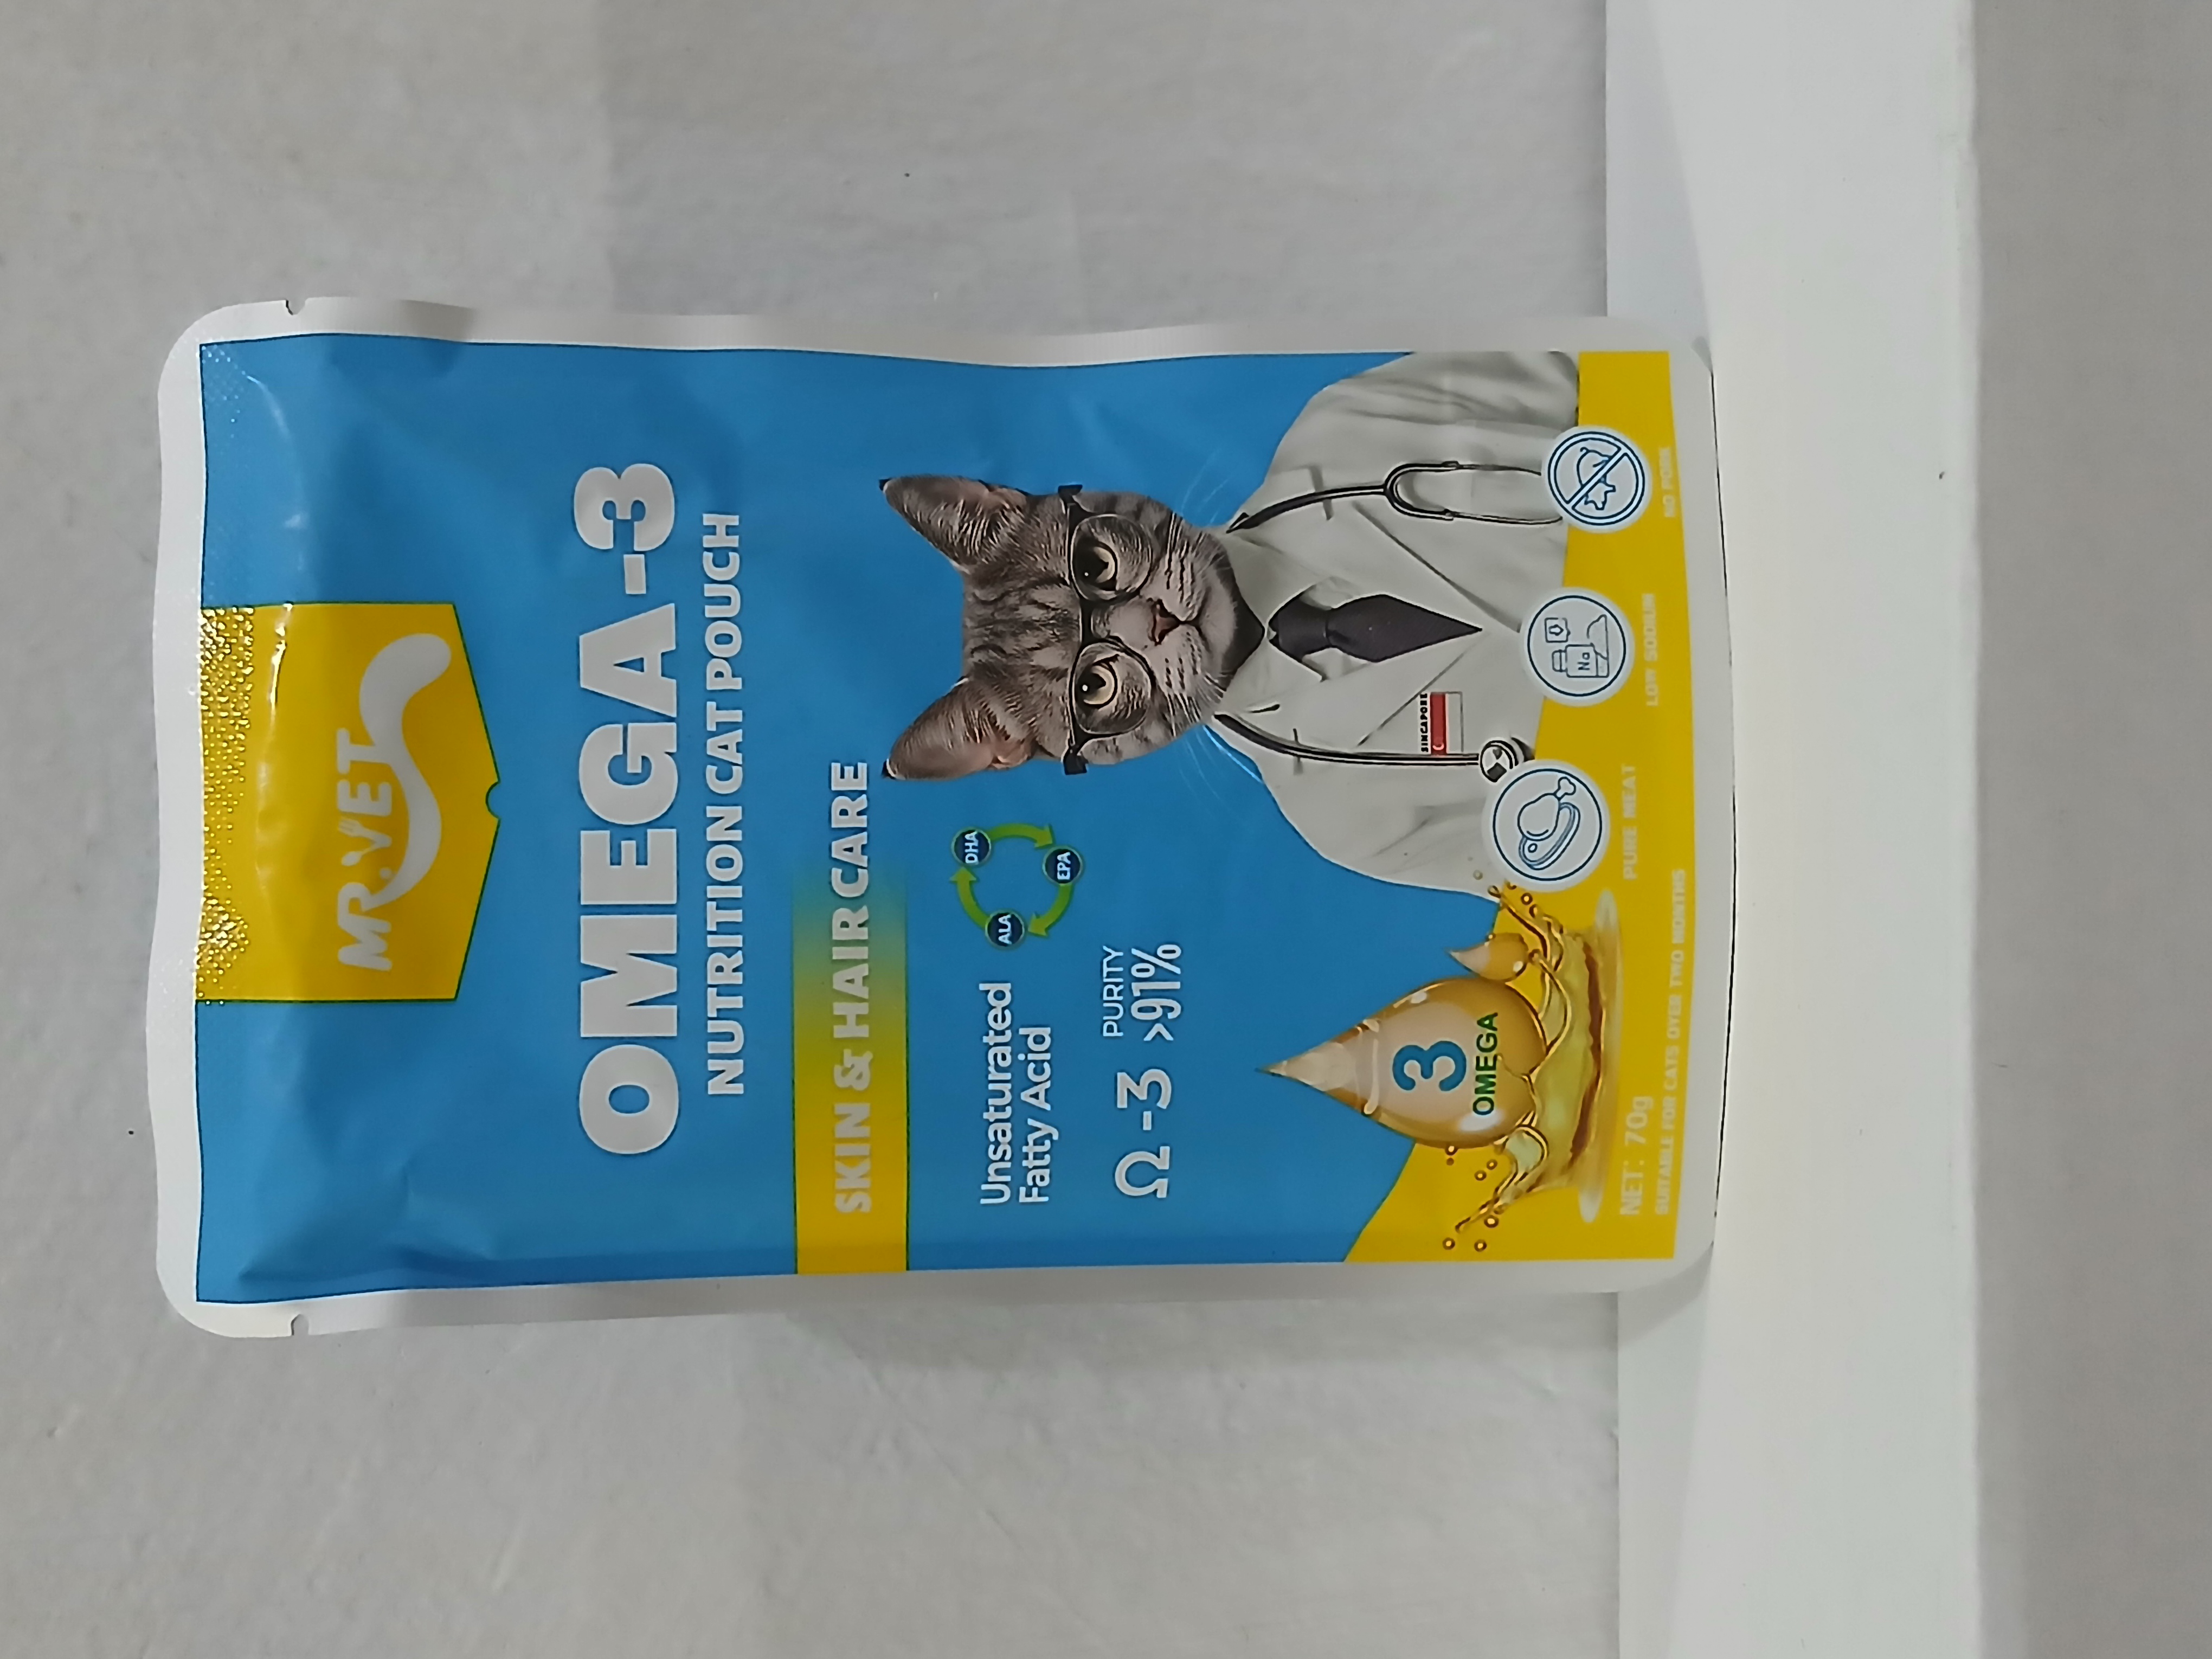 MR.VET
OMEGA-3
NUTRITION CAT POUCH
SKIN & HAIR CARE
Unsaturated
Fatty Acid
DHA
ALA
EPA
Ω-3
PURITY
>91%
SINGAPORE
3
OMEGA
Na
PURE MEAT
LOW SODIUM
NO PORK
NET: 70g
SUITABLE FOR CATS OVER TWO MONTHS